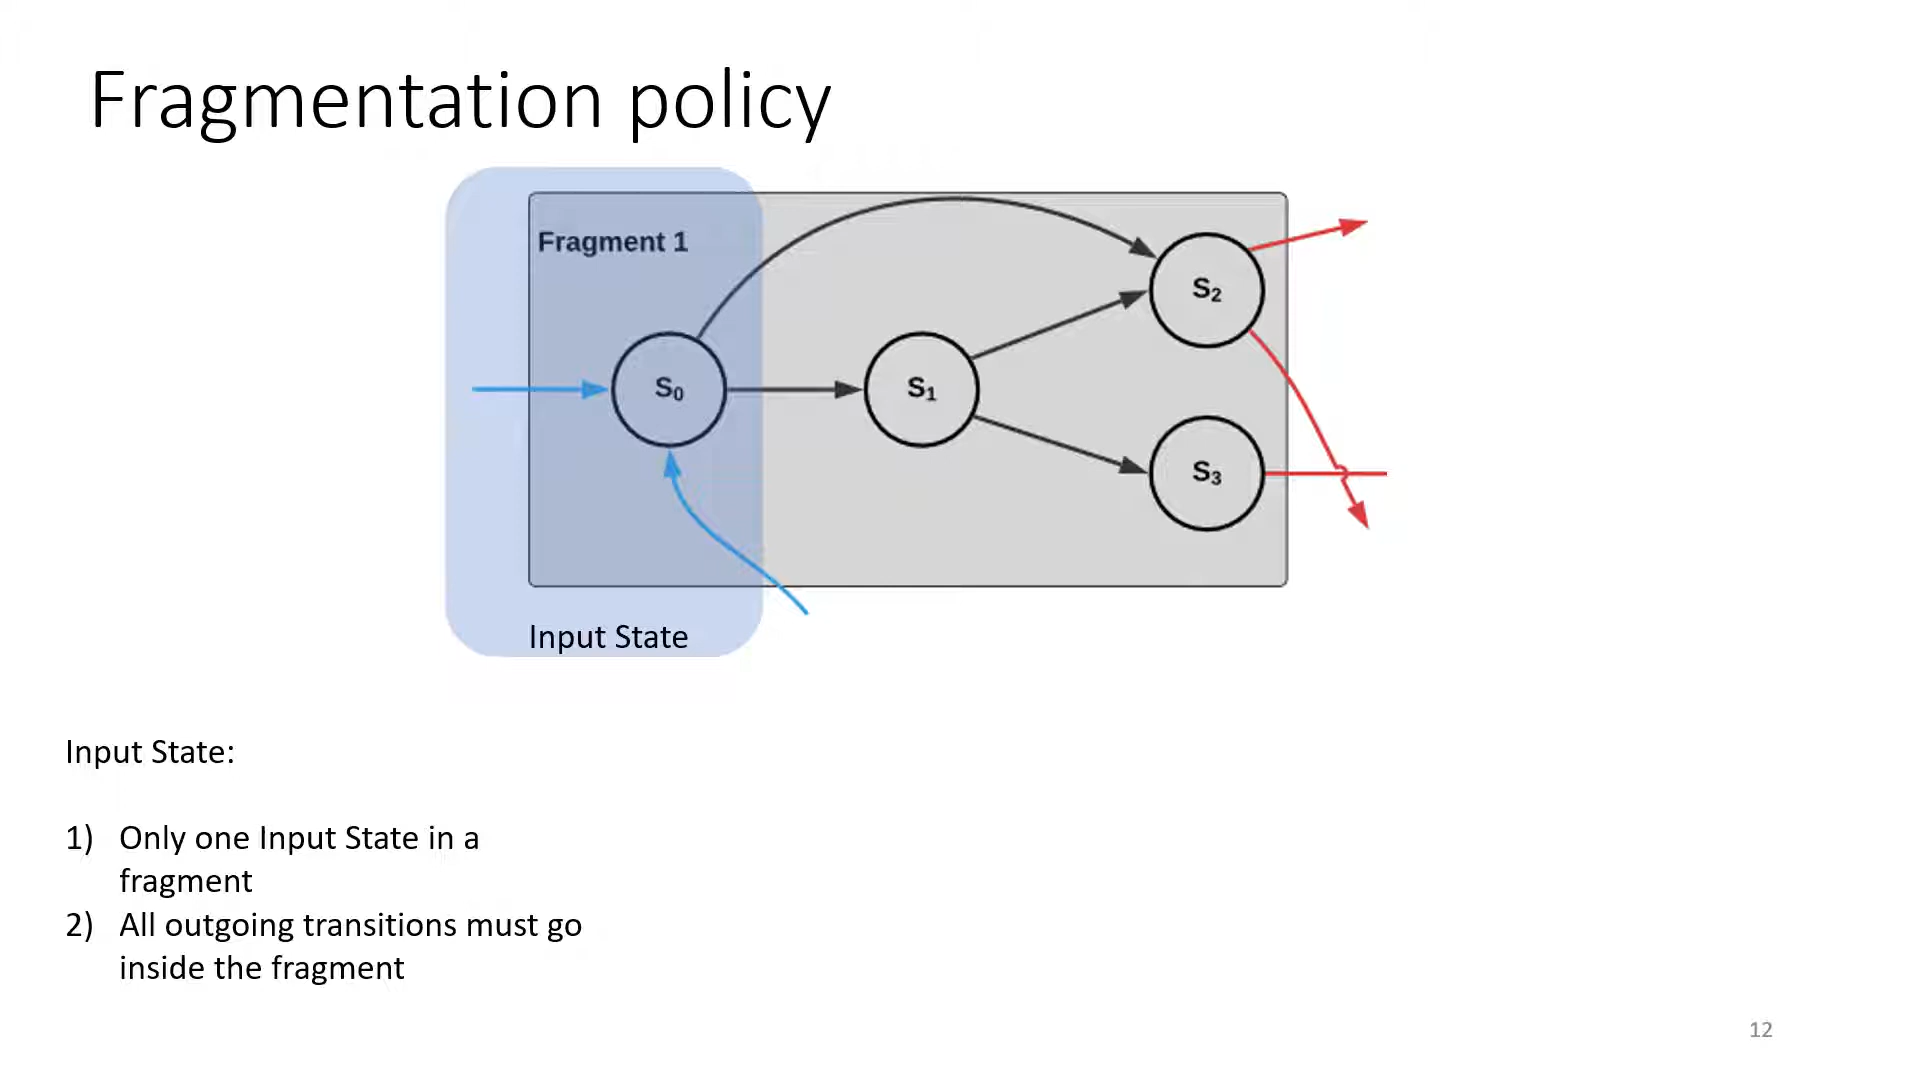 Fragmentation policy
Fragment 1
S₂
S₀
S₁
S₃
Input State
Input State:
1) Only one Input State in a
fragment
2) All outgoing transitions must go
inside the fragment
12